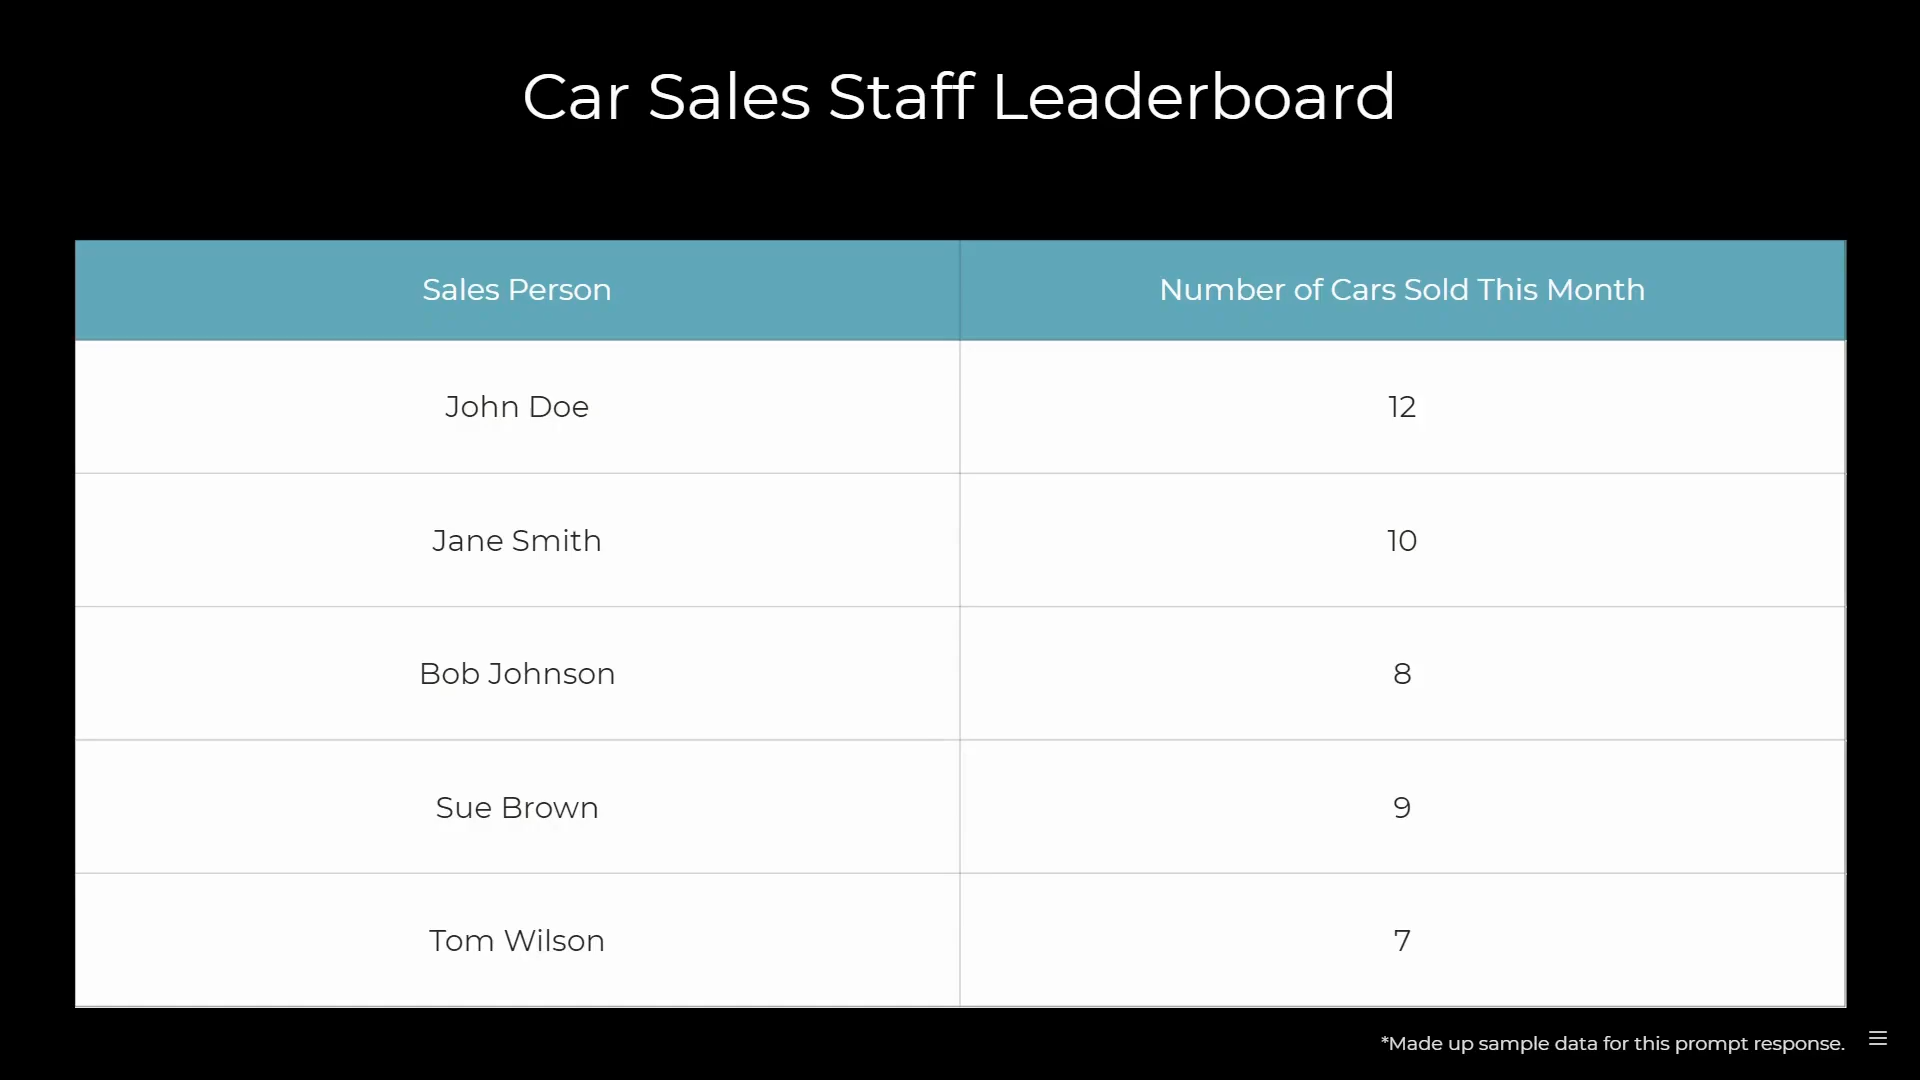 Car Sales Staff Leaderboard
Sales Person Number of Cars Sold This Month
John Doe 12
Jane Smith 10
Bob Johnson 8
Sue Brown 9
Tom Wilson 7
*Made up sample data for this prompt response.